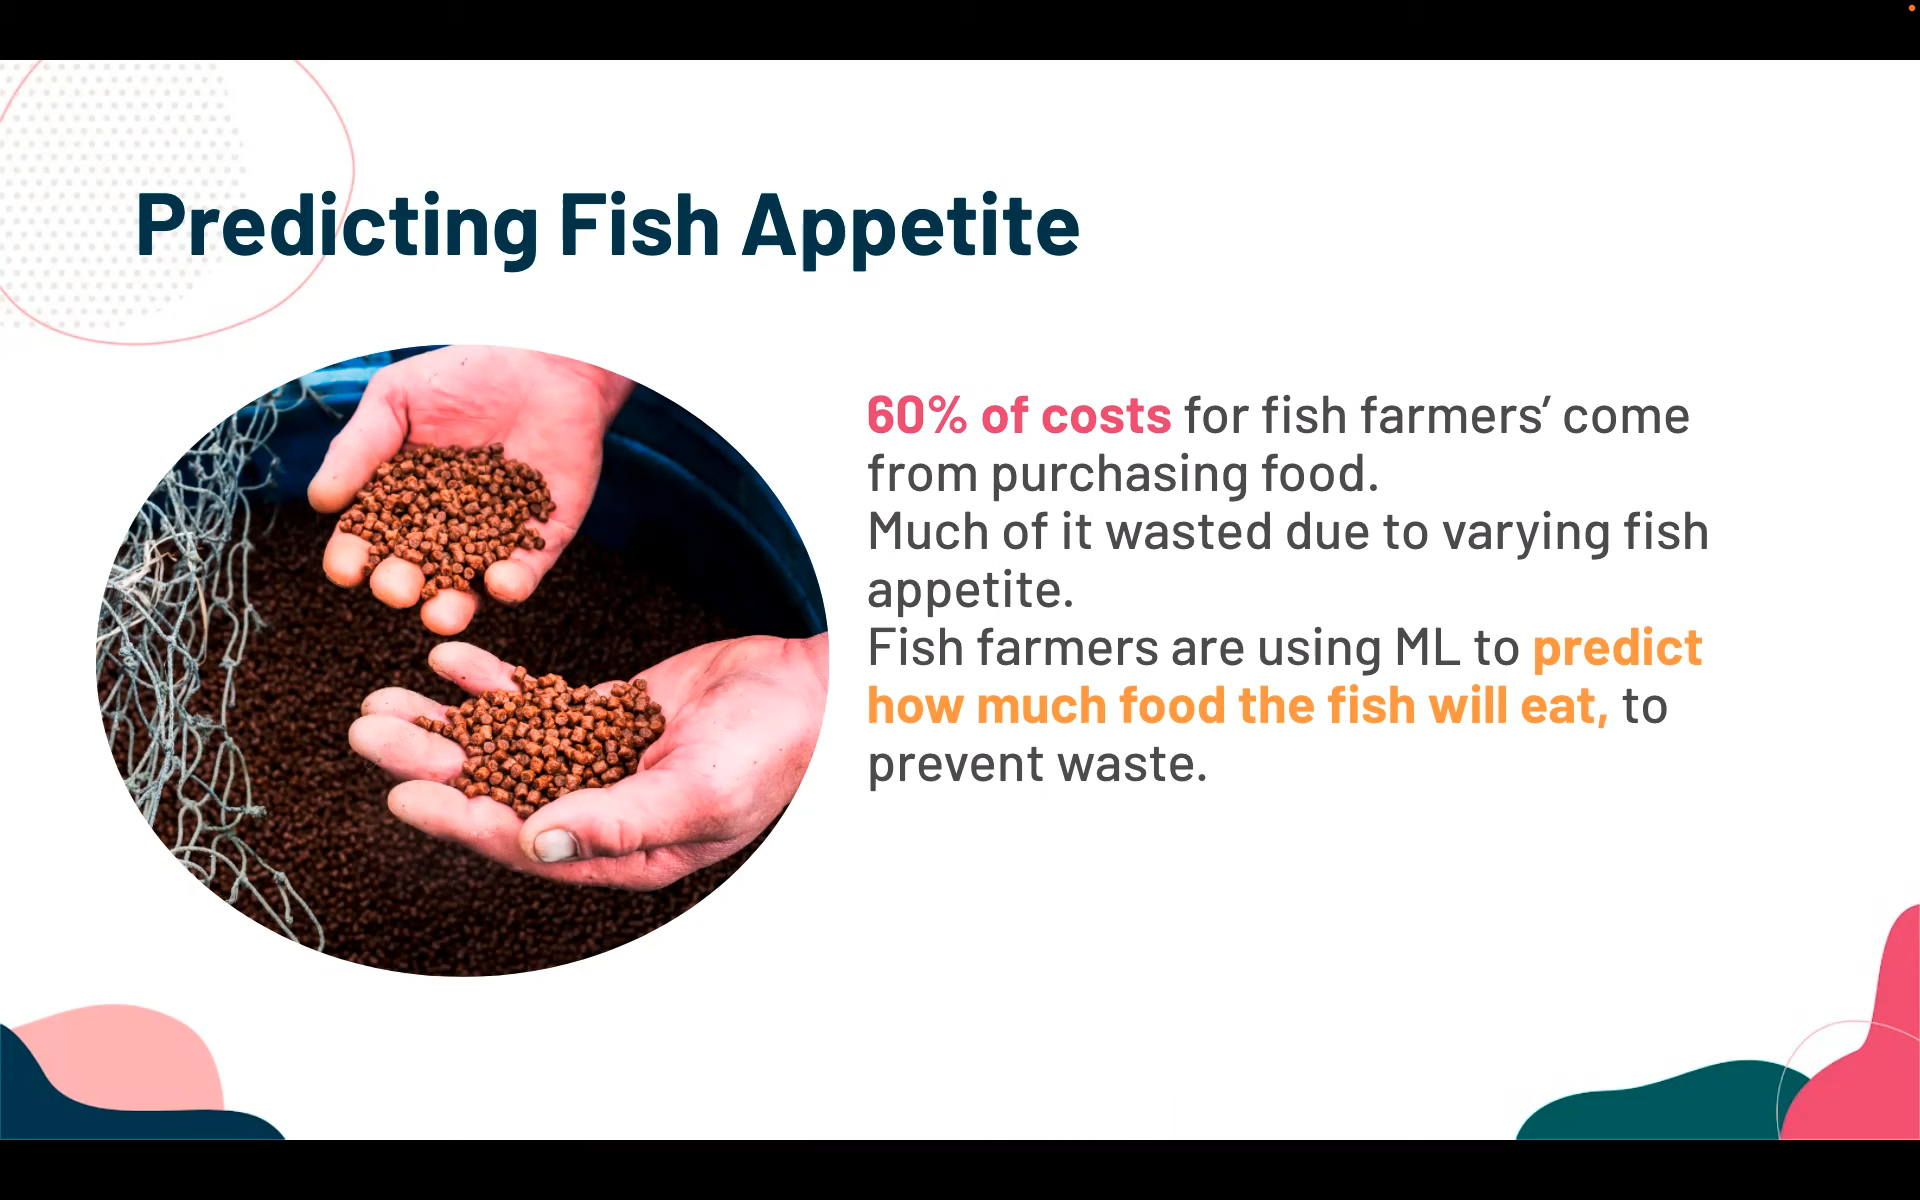 Predicting Fish Appetite
60% of costs for fish farmers’ come
from purchasing food.
Much of it wasted due to varying fish
appetite.
Fish farmers are using ML to predict
how much food the fish will eat, to
prevent waste.